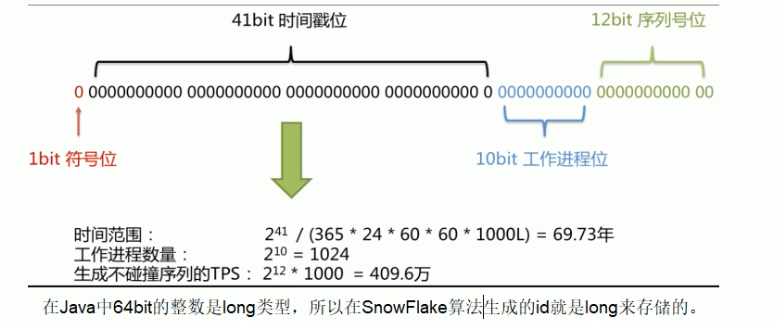 41bit 时间戳位 12bit 序列号位
0 0000000000 0000000000 0000000000 0000000000 0 0000000000 0000000000 00
1bit 符号位 10bit 工作进程位
时间范围： 2⁴¹ / (365 * 24 * 60 * 60 * 1000L) = 69.73年
工作进程数量： 2¹⁰ = 1024
生成不碰撞序列的TPS： 2¹² * 1000 = 409.6万
在Java中64bit的整数是long类型，所以在SnowFlake算法生成的id就是long来存储的。